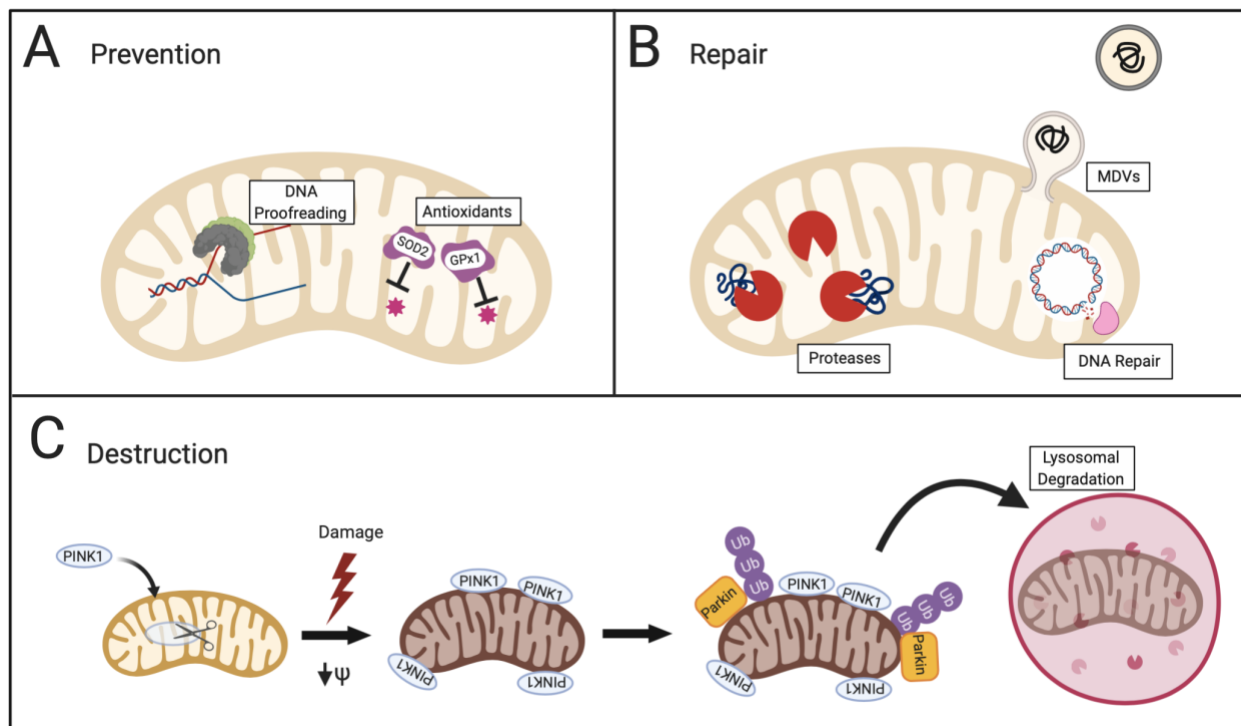 A Prevention
DNA
Proofreading
Antioxidants
SOD2
GPx1
B Repair
MDVs
Proteases
DNA Repair
C Destruction
PINK1
Damage
↓ψ
PINK1
PINK1
PINK1
PINK1
Parkin
Ub
Ub
Ub
PINK1
PINK1
Ub
Ub
Ub
Parkin
PINK1
PINK1
Lysosomal
Degradation